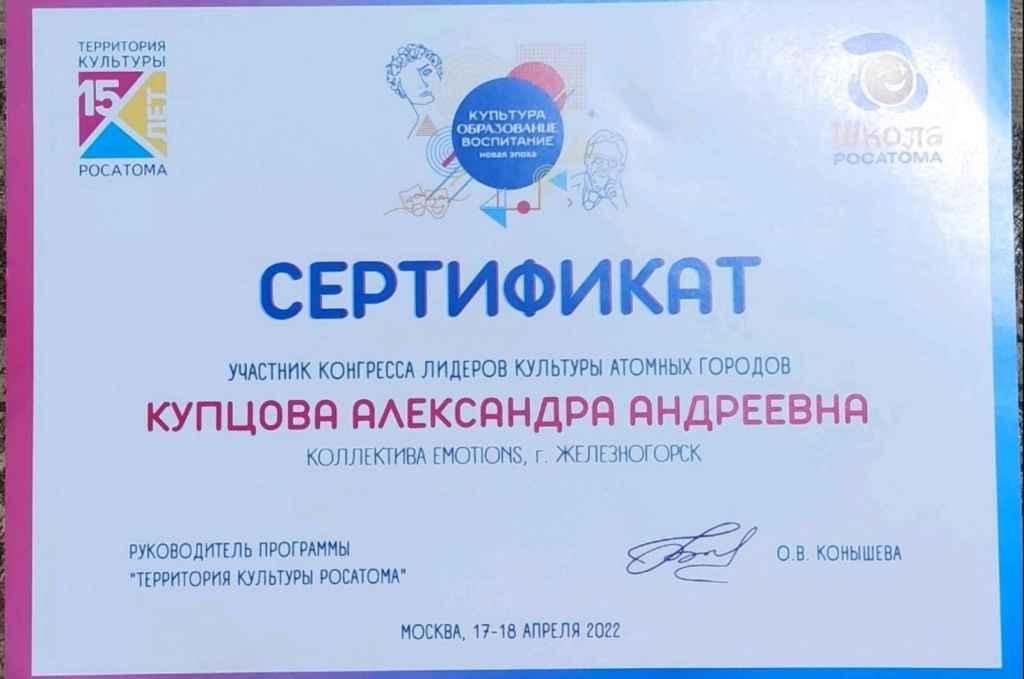 ТЕРРИТОРИЯ
КУЛЬТУРЫ
15
ЛЕТ
РОСАТОМА
КУЛЬТУРА
ОБРАЗОВАНИЕ
ВОСПИТАНИЕ
НОВАЯ ЭПОХА
Школа
РОСАТОМА
СЕРТИФИКАТ
УЧАСТНИК КОНГРЕССА ЛИДЕРОВ КУЛЬТУРЫ АТОМНЫХ ГОРОДОВ
КУПЦОВА АЛЕКСАНДРА АНДРЕЕВНА
КОЛЛЕКТИВА EMOTIONS, г. ЖЕЛЕЗНОГОРСК
РУКОВОДИТЕЛЬ ПРОГРАММЫ
"ТЕРРИТОРИЯ КУЛЬТУРЫ РОСАТОМА"
О.В. КОНЫШЕВА
МОСКВА, 17-18 АПРЕЛЯ 2022